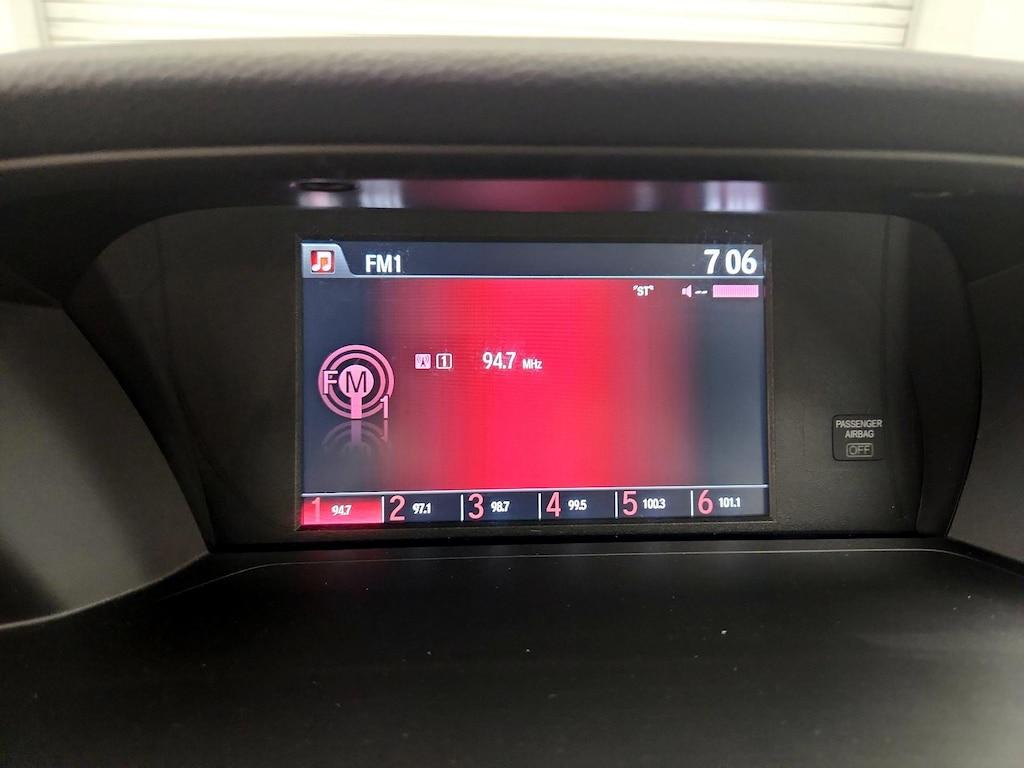 FM1
7 06
"ST"
1 94.7 MHz
FM
1
PASSENGER
AIRBAG
OFF
1 94.7 2 97.1 3 98.7 4 99.5 5 100.3 6 101.1